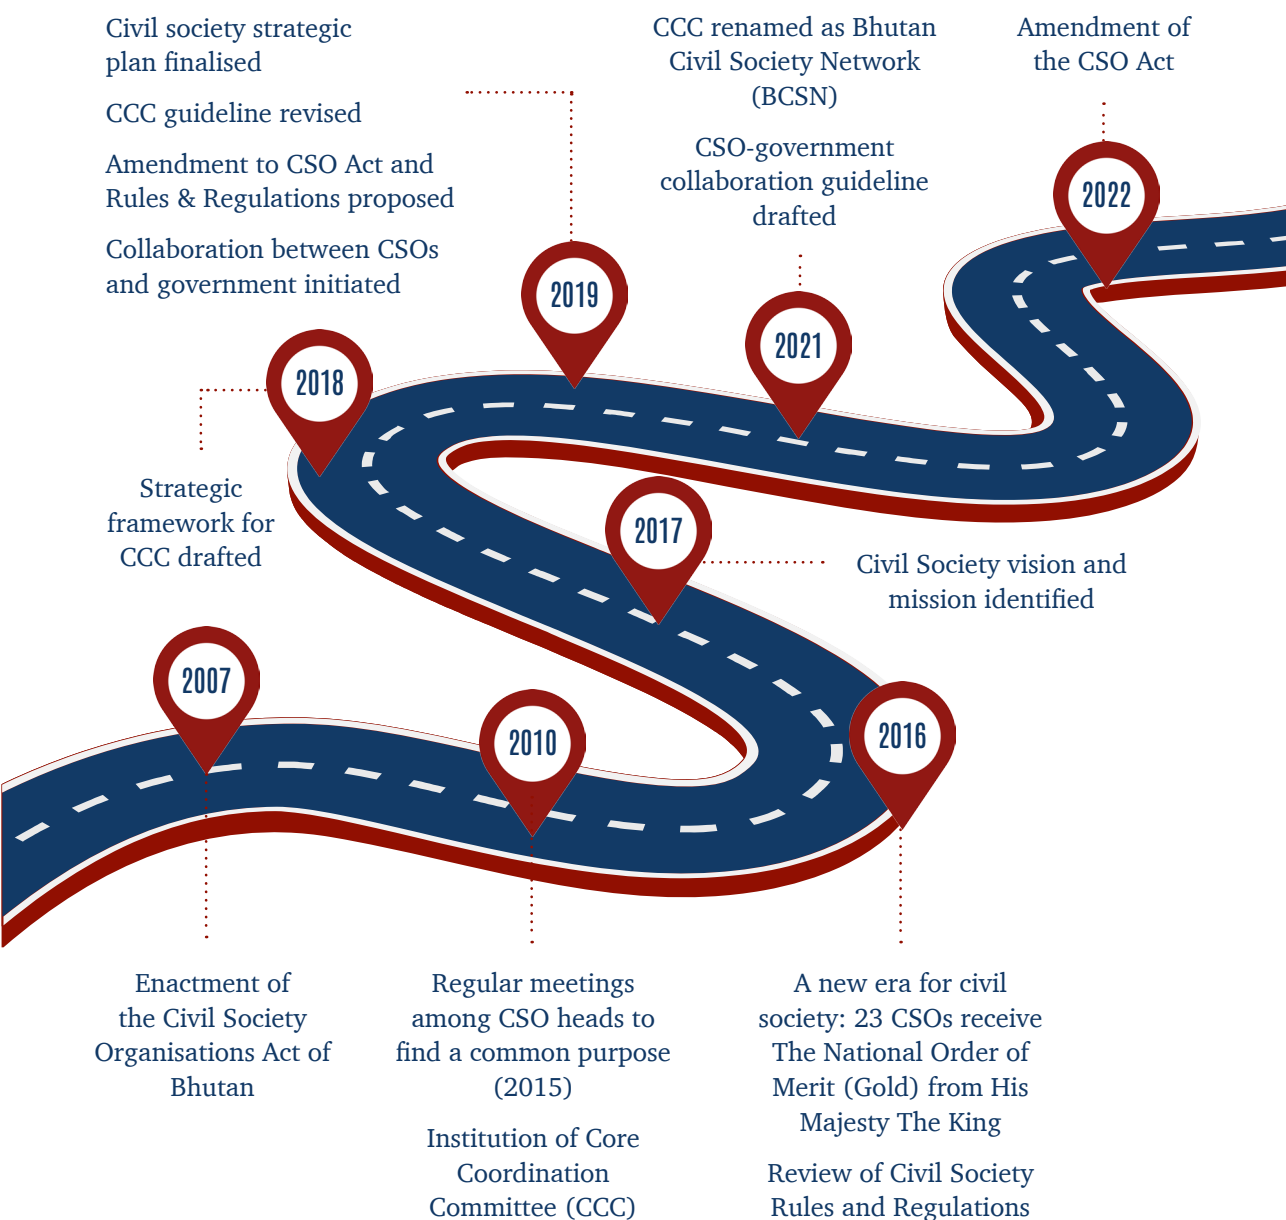 Civil society strategic
plan finalised
CCC guideline revised
Amendment to CSO Act and
Rules & Regulations proposed
Collaboration between CSOs
and government initiated
CCC renamed as Bhutan
Civil Society Network
(BCSN)
CSO-government
collaboration guideline
drafted
Amendment of
the CSO Act
2022
2019
2021
2018
Strategic
framework for
CCC drafted
2017
Civil Society vision and
mission identified
2007
2010
2016
Enactment of
the Civil Society
Organisations Act of
Bhutan
Regular meetings
among CSO heads to
find a common purpose
(2015)
Institution of Core
Coordination
Committee (CCC)
A new era for civil
society: 23 CSOs receive
The National Order of
Merit (Gold) from His
Majesty The King
Review of Civil Society
Rules and Regulations